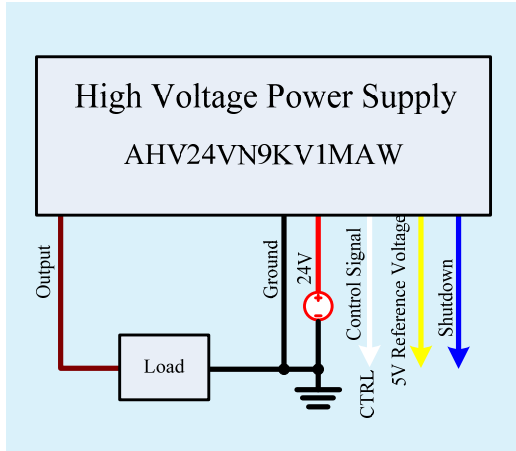 High Voltage Power Supply
AHV24VN9KV1MAW
Output
Ground
24V
Control Signal
CTRL
5V Reference Voltage
Shutdown
Load